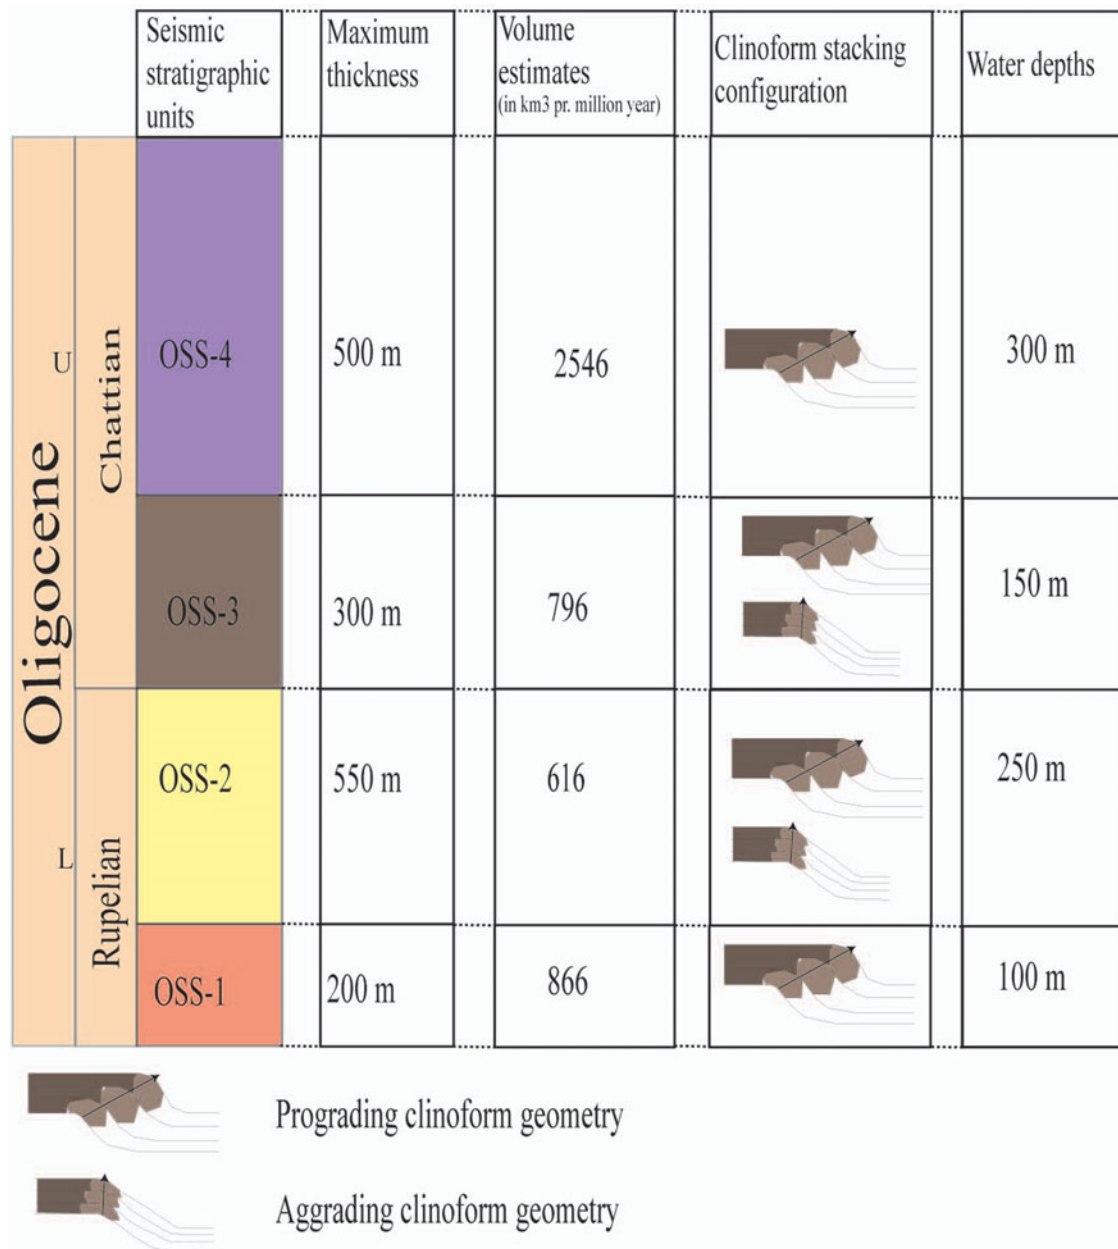 Seismic
stratigraphic
units
Maximum
thickness
Volume
estimates
(in km3 pr. million year)
Clinoform stacking
configuration
Water depths
Oligocene
U
L
Chattian
Rupelian
OSS-4
500 m
2546
300 m
OSS-3
300 m
796
150 m
OSS-2
550 m
616
250 m
OSS-1
200 m
866
100 m
Prograding clinoform geometry
Aggrading clinoform geometry